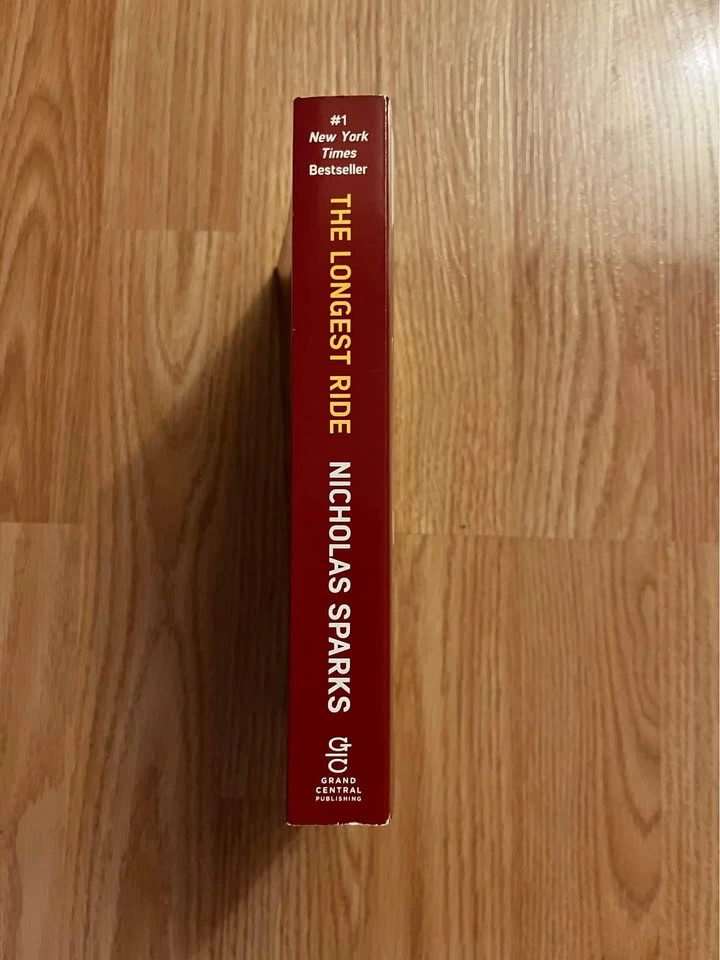 #1
New York
Times
Bestseller
THE LONGEST RIDE
NICHOLAS SPARKS
GRAND
CENTRAL
PUBLISHING